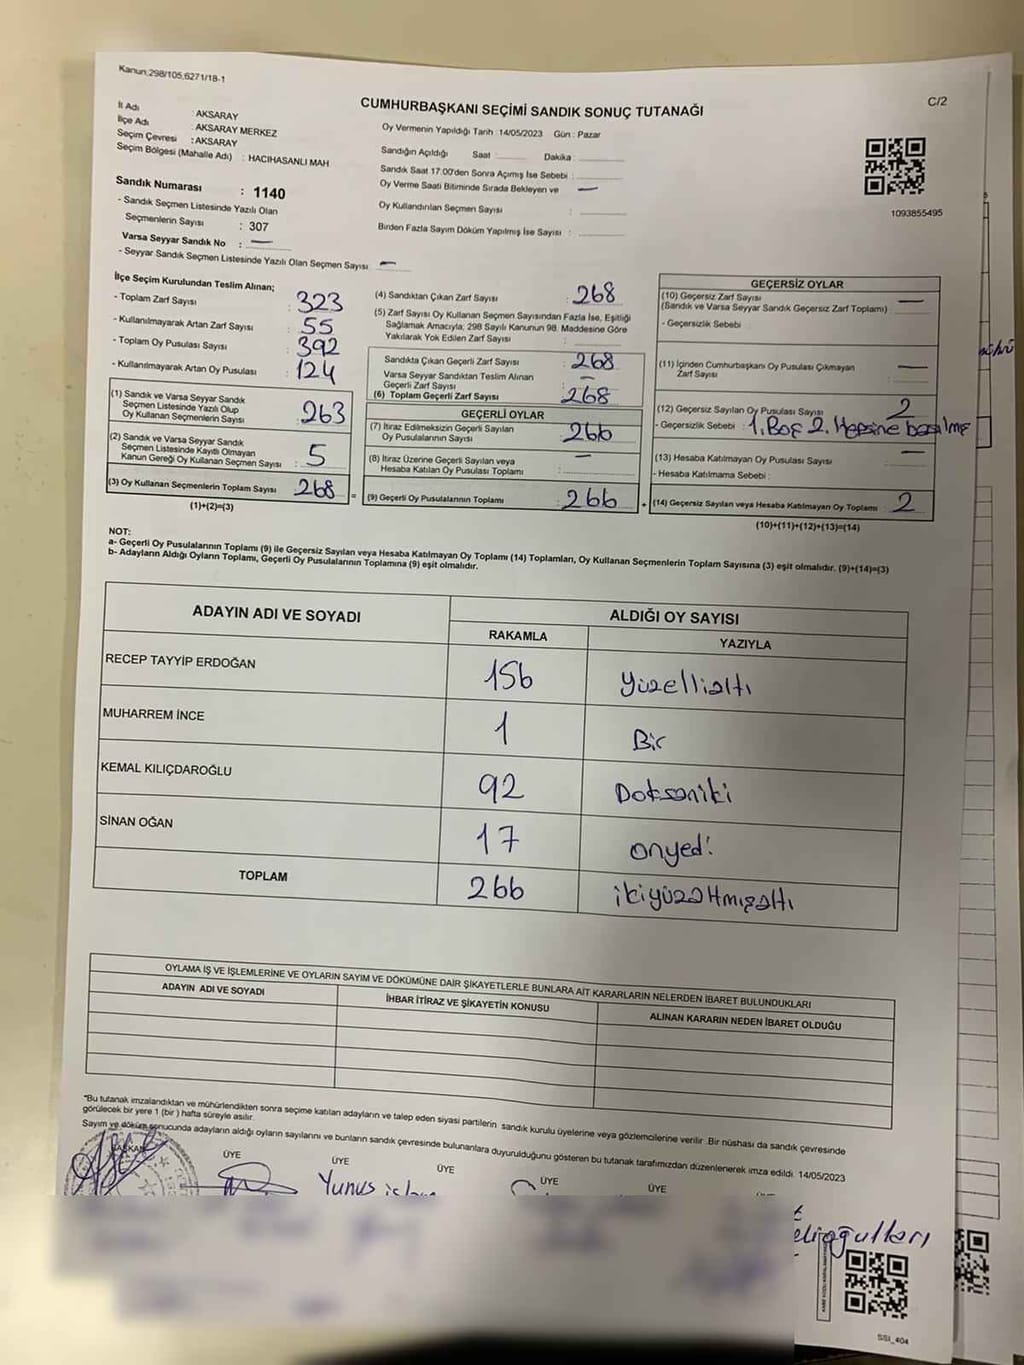 Kanun;298/105,6271/18-1
CUMHURBAŞKANI SEÇİMİ SANDIK SONUÇ TUTANAĞI
C/2
İl Adı : AKSARAY
İlçe Adı : AKSARAY MERKEZ
Seçim Çevresi : AKSARAY
Seçim Bölgesi (Mahalle Adı) : HACIHASANLI MAH
Sandık Numarası : 1140
- Sandık Seçmen Listesinde Yazılı Olan
Seçmenlerin Sayısı : 307
Varsa Seyyar Sandık No : —
- Seyyar Sandık Seçmen Listesinde Yazılı Olan Seçmen Sayısı —
Oy Vermenin Yapıldığı Tarih : 14/05/2023 Gün : Pazar
Sandığın Açıldığı Saat : Dakika :
Sandık Saat 17:00'den Sonra Açımış İse Sebebi :
Oy Verme Saati Bitiminde Sırada Bekleyen ve —
Oy Kullandırılan Seçmen Sayısı :
Birden Fazla Sayım Döküm Yapılmış İse Sayısı :
1093855495
İlçe Seçim Kurulundan Teslim Alınan;
- Toplam Zarf Sayısı : 323
- Kullanılmayarak Artan Zarf Sayısı : 55
- Toplam Oy Pusulası Sayısı : 392
- Kullanılmayarak Artan Oy Pusulası : 124
(1) Sandık ve Varsa Seyyar Sandık
Seçmen Listesinde Yazılı Olup
Oy Kullanan Seçmenlerin Sayısı : 263
(2) Sandık ve Varsa Seyyar Sandık
Seçmen Listesinde Kayıtlı Olmayan
Kanun Gereği Oy Kullanan Seçmen Sayısı : 5
(3) Oy Kullanan Seçmenlerin Toplam Sayısı : 268
(1)+(2)=(3)
(4) Sandıktan Çıkan Zarf Sayısı : 268
(5) Zarf Sayısı Oy Kullanan Seçmen Sayısından Fazla İse, Eşitliği
Sağlamak Amacıyla; 298 Sayılı Kanunun 98. Maddesine Göre
Yakılarak Yok Edilen Zarf Sayısı :
Sandıkta Çıkan Geçerli Zarf Sayısı : 268
Varsa Seyyar Sandıktan Teslim Alınan
Geçerli Zarf Sayısı : —
(6) Toplam Geçerli Zarf Sayısı : 268
GEÇERLİ OYLAR
(7) İtiraz Edilmeksizin Geçerli Sayılan
Oy Pusulalarının Sayısı : 266
(8) İtiraz Üzerine Geçerli Sayılan veya
Hesaba Katılan Oy Pusulası Toplamı : —
= (9) Geçerli Oy Pusulalarının Toplamı : 266
GEÇERSİZ OYLAR
(10) Geçersiz Zarf Sayısı
(Sandık ve Varsa Seyyar Sandık Geçersiz Zarf Toplamı) : —
- Geçersizlik Sebebi :
(11) İçinden Cumhurbaşkanı Oy Pusulası Çıkmayan
Zarf Sayısı : —
(12) Geçersiz Sayılan Oy Pusulası Sayısı : 2
- Geçersizlik Sebebi : 1. Boş 2. Hepsine basılmış
(13) Hesaba Katılmayan Oy Pusulası Sayısı : —
- Hesaba Katılmama Sebebi :
+ (14) Geçersiz Sayılan veya Hesaba Katılmayan Oy Toplamı : 2
(10)+(11)+(12)+(13)=(14)
NOT:
a- Geçerli Oy Pusulalarının Toplamı (9) ile Geçersiz Sayılan veya Hesaba Katılmayan Oy Toplamı (14) Toplamları, Oy Kullanan Seçmenlerin Toplam Sayısına (3) eşit olmalıdır. (9)+(14)=(3)
b- Adayların Aldığı Oyların Toplamı, Geçerli Oy Pusulalarının Toplamına (9) eşit olmalıdır.
ADAYIN ADI VE SOYADI
ALDIĞI OY SAYISI
RAKAMLA YAZIYLA
RECEP TAYYİP ERDOĞAN 156 Yüzellialtı
MUHARREM İNCE 1 Bir
KEMAL KILIÇDAROĞLU 92 Doksaniki
SİNAN OĞAN 17 onyedi
TOPLAM 266 ikiyüzaltmışaltı
OYLAMA İŞ VE İŞLEMLERİNE VE OYLARIN SAYIM VE DÖKÜMÜNE DAİR ŞİKAYETLERLE BUNLARA AİT KARARLARIN NELERDEN İBARET BULUNDUKLARI
ADAYIN ADI VE SOYADI İHBAR İTİRAZ VE ŞİKAYETİN KONUSU ALINAN KARARIN NEDEN İBARET OLDUĞU
*Bu tutanak imzalandıktan ve mühürlendikten sonra seçime katılan adayların ve talep eden siyasi partilerin sandık kurulu üyelerine veya gözlemcilerine verilir. Bir nüshası da sandık çevresinde
görülecek bir yere 1 (bir) hafta süreyle asılır.
Sayım ve döküm sonucunda adayların aldığı oyların sayılarını ve bunların sandık çevresinde bulunanlara duyurulduğunu gösteren bu tutanak tarafımızdan düzenlenerek imza edildi. 14/05/2023
BAŞKAN ÜYE ÜYE ÜYE ÜYE ÜYE
Yunus
SSI_404